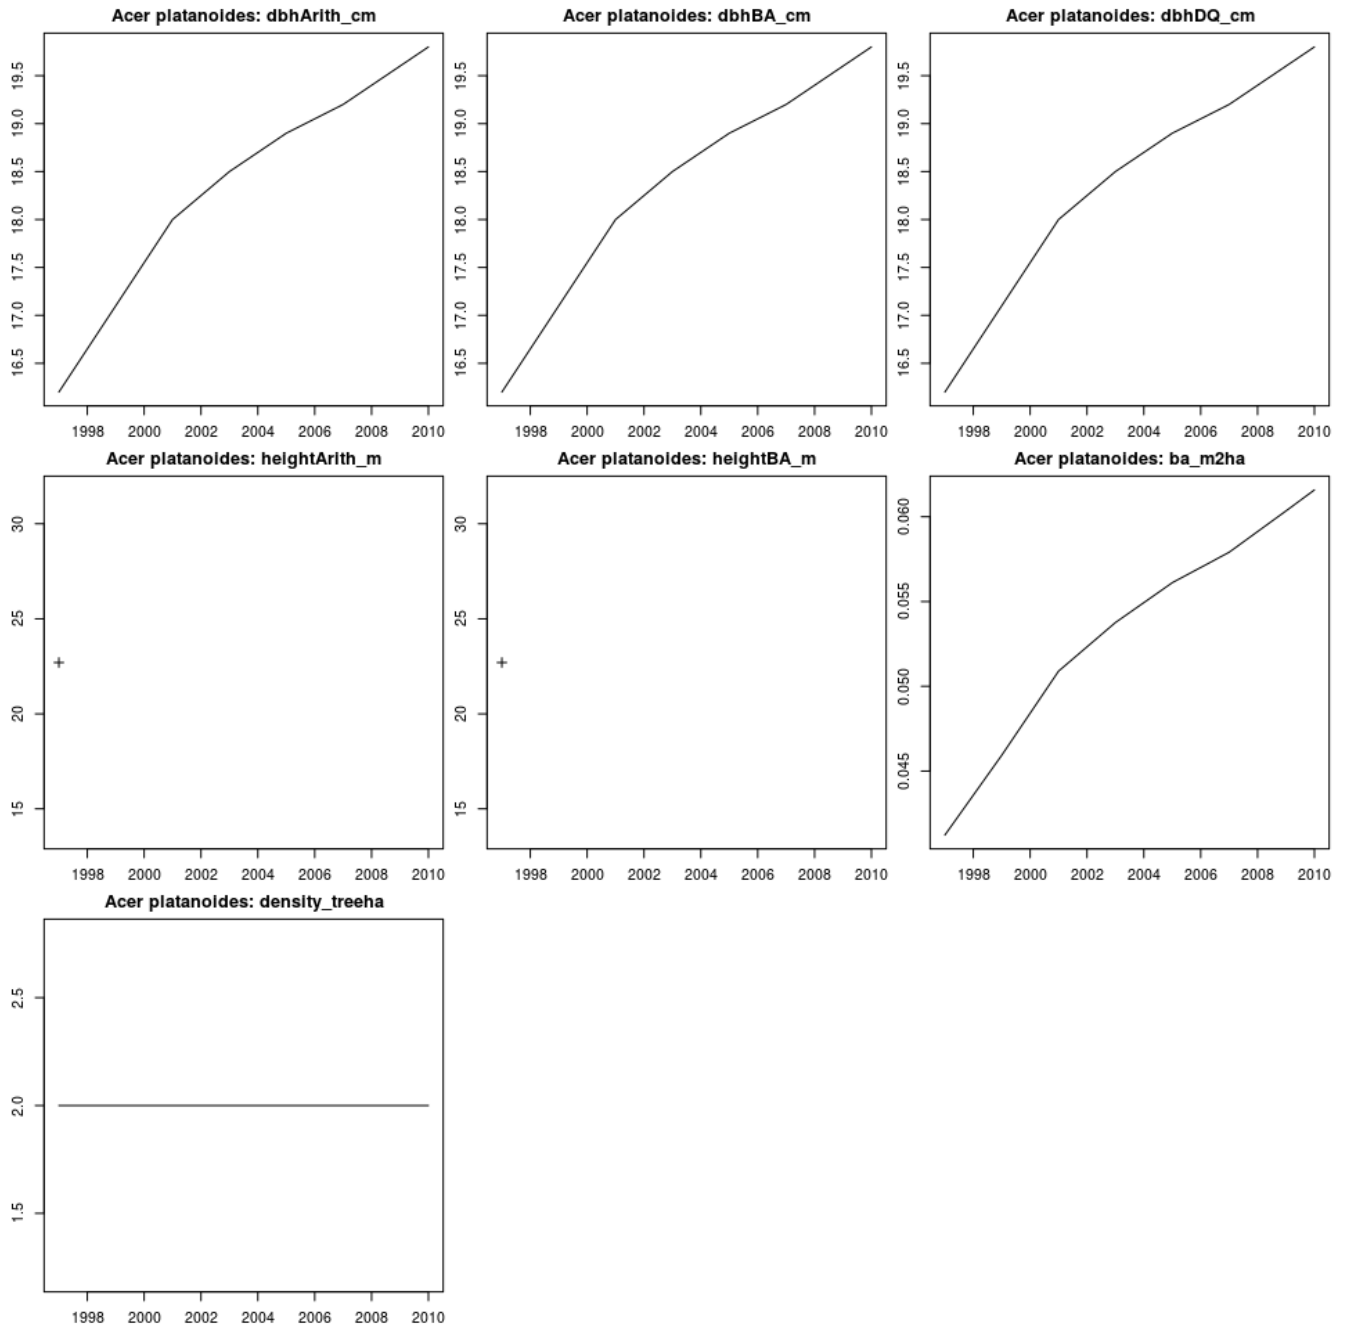 Acer platanoides: dbhArith_cm
19.5
19.0
18.5
18.0
17.5
17.0
16.5
1998 2000 2002 2004 2006 2008 2010
Acer platanoides: dbhBA_cm
19.5
19.0
18.5
18.0
17.5
17.0
16.5
1998 2000 2002 2004 2006 2008 2010
Acer platanoides: dbhDQ_cm
19.5
19.0
18.5
18.0
17.5
17.0
16.5
1998 2000 2002 2004 2006 2008 2010
Acer platanoides: heightArith_m
30
25
20
15
1998 2000 2002 2004 2006 2008 2010
Acer platanoides: heightBA_m
30
25
20
15
1998 2000 2002 2004 2006 2008 2010
Acer platanoides: ba_m2ha
0.060
0.055
0.050
0.045
1998 2000 2002 2004 2006 2008 2010
Acer platanoides: density_treeha
2.5
2.0
1.5
1998 2000 2002 2004 2006 2008 2010